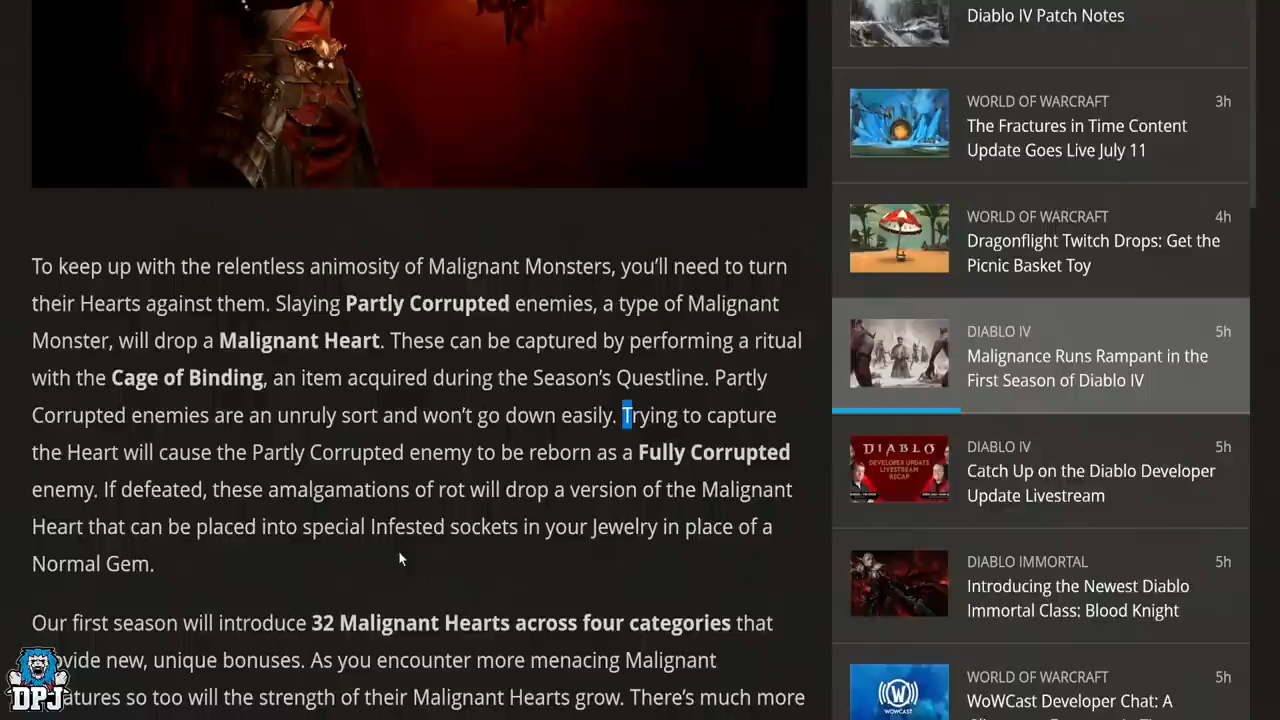 To keep up with the relentless animosity of Malignant Monsters, you’ll need to turn
their Hearts against them. Slaying Partly Corrupted enemies, a type of Malignant
Monster, will drop a Malignant Heart. These can be captured by performing a ritual
with the Cage of Binding, an item acquired during the Season’s Questline. Partly
Corrupted enemies are an unruly sort and won’t go down easily. Trying to capture
the Heart will cause the Partly Corrupted enemy to be reborn as a Fully Corrupted
enemy. If defeated, these amalgamations of rot will drop a version of the Malignant
Heart that can be placed into special Infested sockets in your Jewelry in place of a
Normal Gem.
Our first season will introduce 32 Malignant Hearts across four categories that
ovide new, unique bonuses. As you encounter more menacing Malignant
atures so too will the strength of their Malignant Hearts grow. There’s much more
DPJ
Diablo IV Patch Notes
WORLD OF WARCRAFT 3h
The Fractures in Time Content
Update Goes Live July 11
WORLD OF WARCRAFT 4h
Dragonflight Twitch Drops: Get the
Picnic Basket Toy
DIABLO IV 5h
Malignance Runs Rampant in the
First Season of Diablo IV
DIABLO IV 5h
Catch Up on the Diablo Developer
Update Livestream
DIABLO
DEVELOPER UPDATE
LIVESTREAM
RECAP
DIABLO IMMORTAL 5h
Introducing the Newest Diablo
Immortal Class: Blood Knight
WORLD OF WARCRAFT 5h
WoWCast Developer Chat: A
WOWCAST